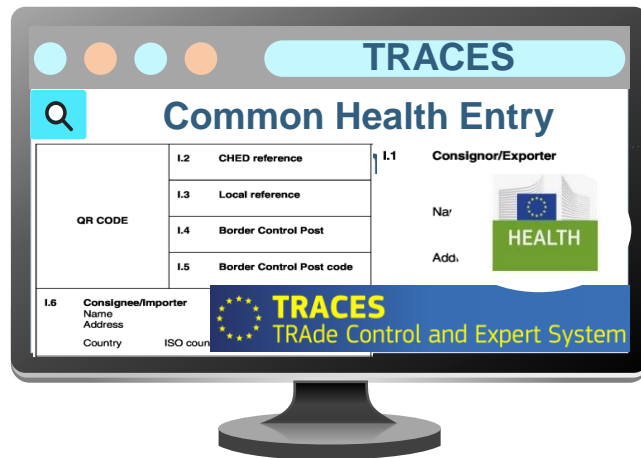 TRACES
Common Health Entry
QR CODE
I.2 CHED reference
I.3 Local reference
I.4 Border Control Post
I.5 Border Control Post code
I.1 Consignor/Exporter
HEALTH
I.6 Consignee/Importer
Name
Address
Country ISO
TRACES
TRAde Control and Expert System